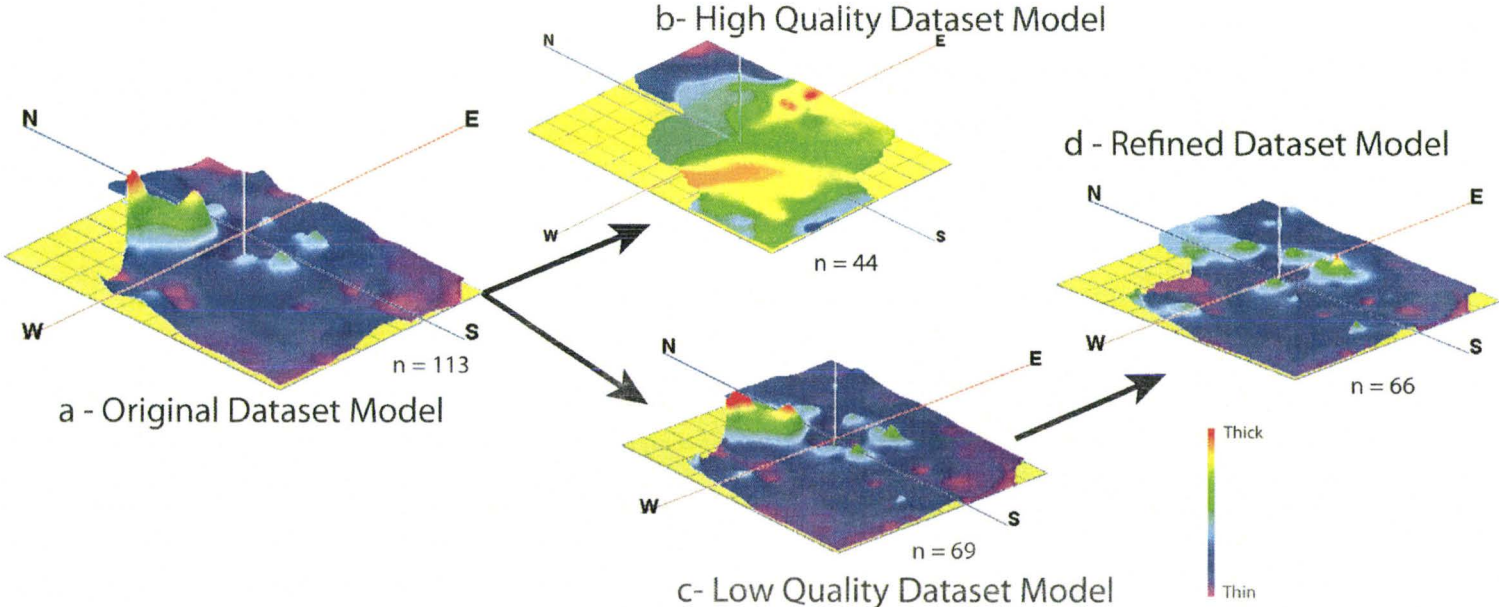 b- High Quality Dataset Model
N
E
W
S
n = 44
N
E
W
S
n = 113
a - Original Dataset Model
d - Refined Dataset Model
N
E
W
S
n = 66
N
E
W
S
n = 69
c- Low Quality Dataset Model
Thick
Thin